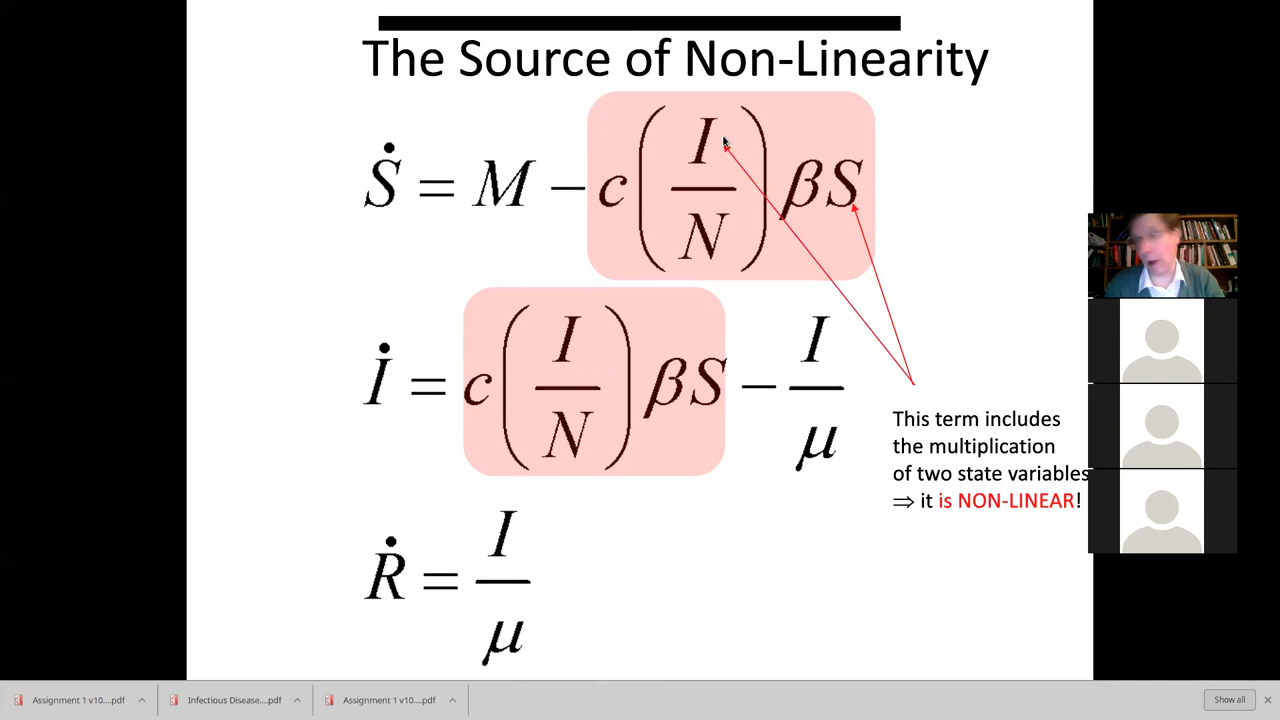 The Source of Non-Linearity
Ṡ = M − c(I/N)βS
İ = c(I/N)βS − I/μ
This term includes
the multiplication
of two state variables
⇒ it is NON-LINEAR!
Ṙ = I/μ
Assignment 1 v10....pdf
Infectious Disease....pdf
Assignment 1 v10....pdf
Show all